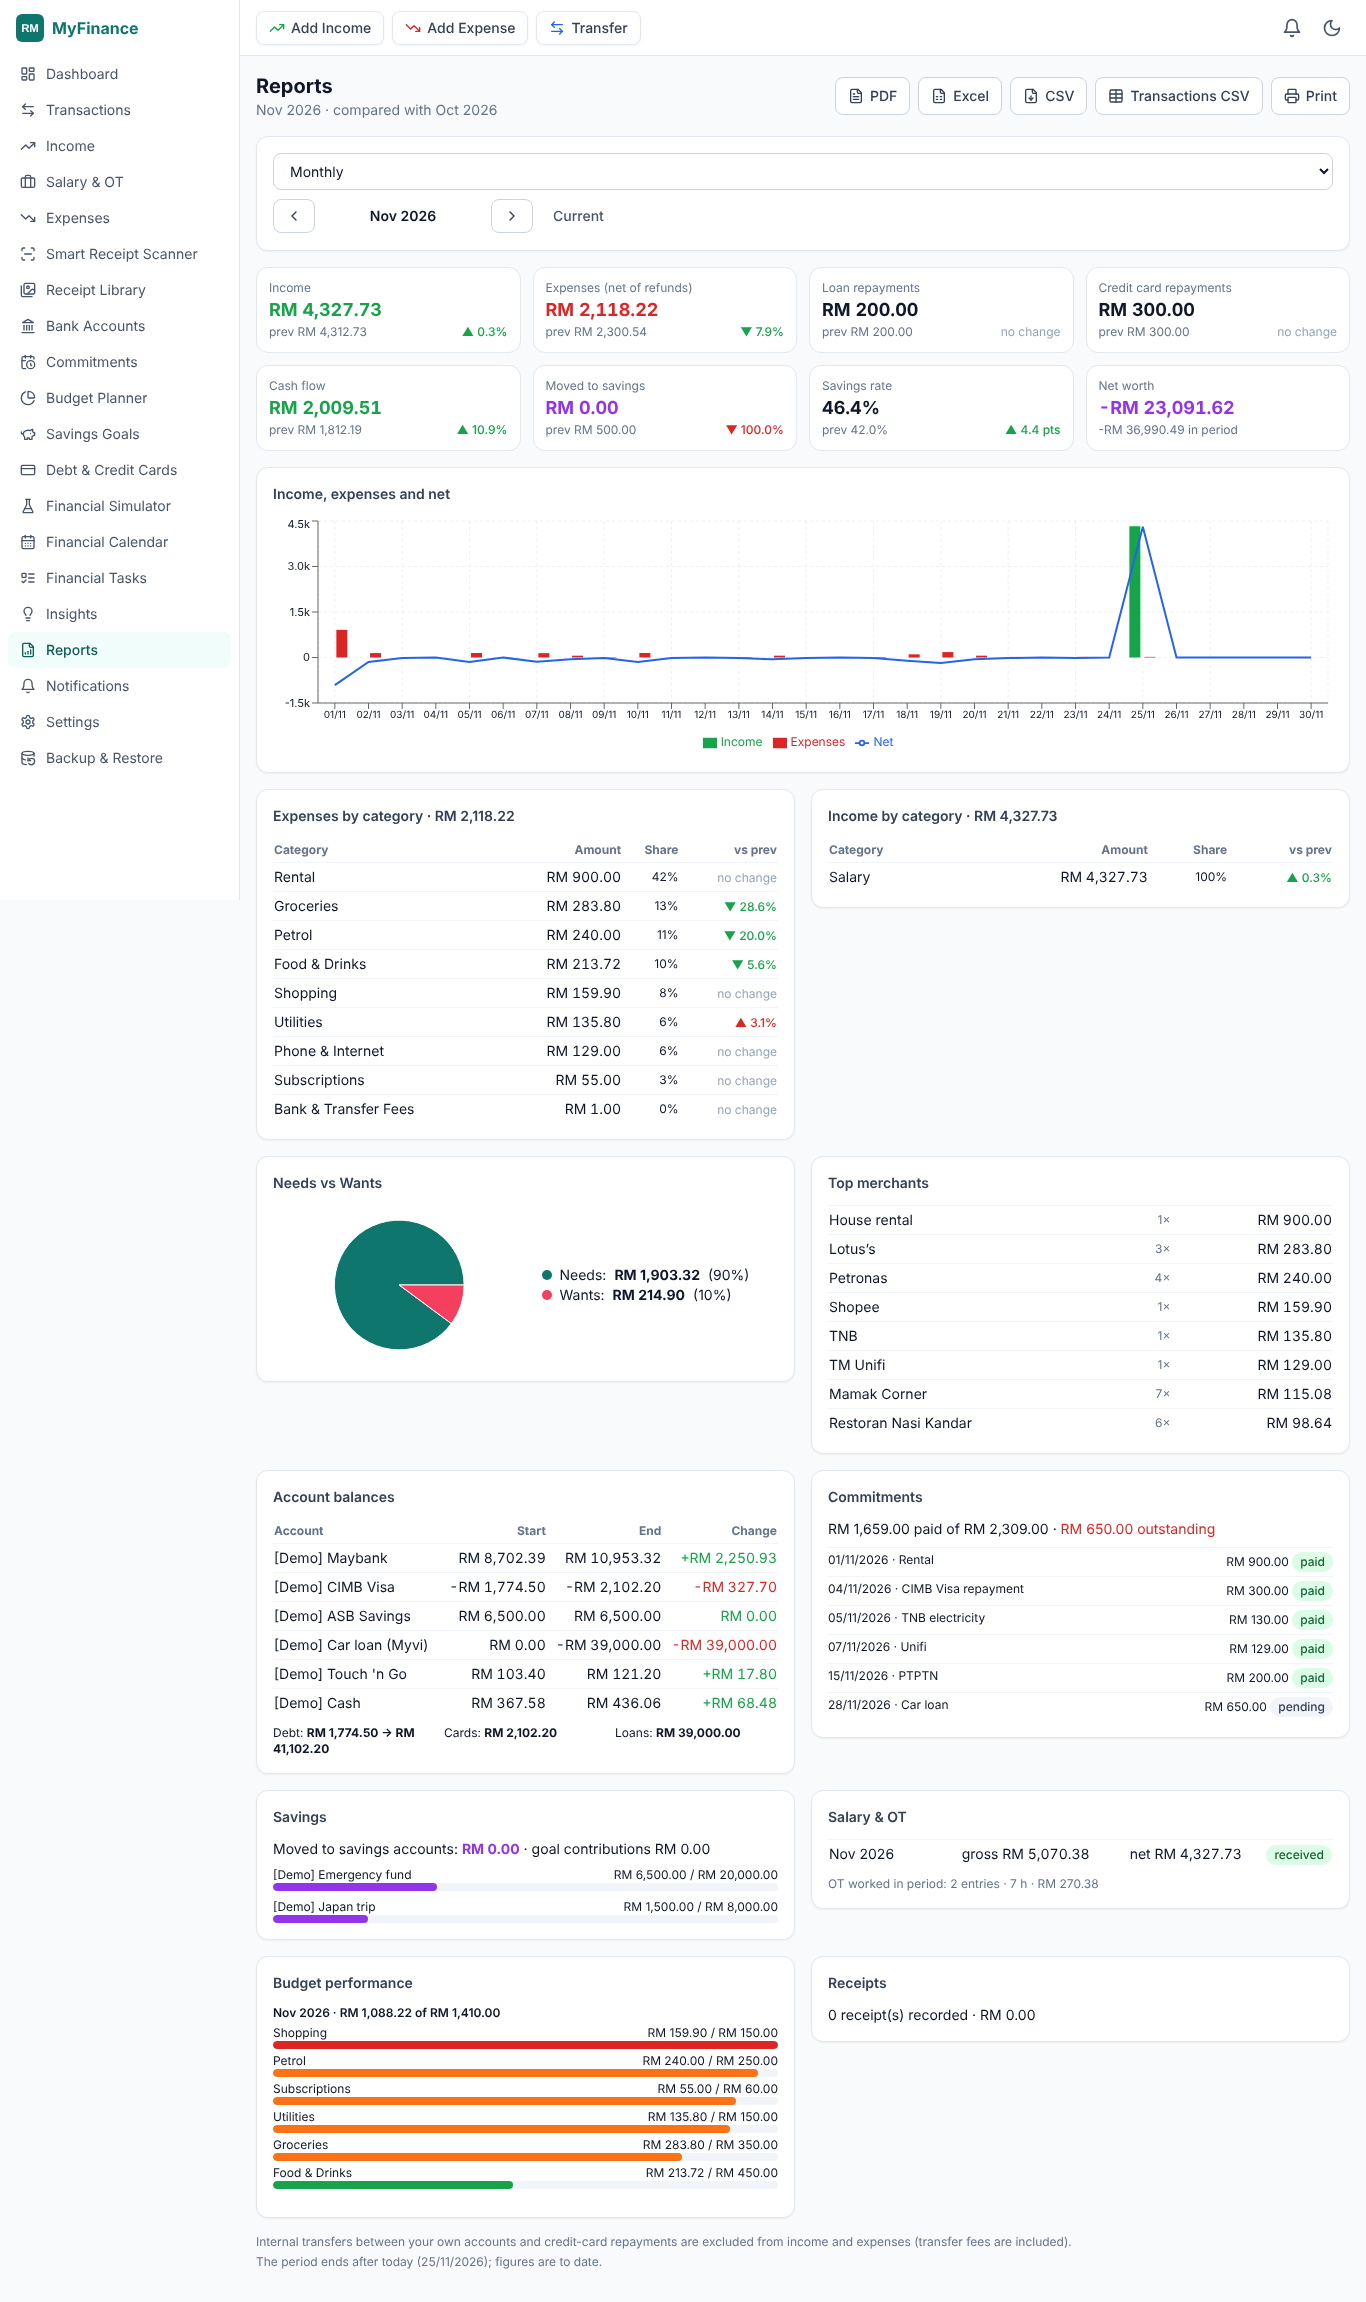 RM MyFinance
Dashboard
Transactions
Income
Salary & OT
Expenses
Smart Receipt Scanner
Receipt Library
Bank Accounts
Commitments
Budget Planner
Savings Goals
Debt & Credit Cards
Financial Simulator
Financial Calendar
Financial Tasks
Insights
Reports
Notifications
Settings
Backup & Restore
Add Income Add Expense Transfer
Reports
Nov 2026 · compared with Oct 2026
PDF Excel CSV Transactions CSV Print
Monthly
Nov 2026 Current
Income
RM 4,327.73
prev RM 4,312.73 ▲ 0.3%
Expenses (net of refunds)
RM 2,118.22
prev RM 2,300.54 ▼ 7.9%
Loan repayments
RM 200.00
prev RM 200.00 no change
Credit card repayments
RM 300.00
prev RM 300.00 no change
Cash flow
RM 2,009.51
prev RM 1,812.19 ▲ 10.9%
Moved to savings
RM 0.00
prev RM 500.00 ▼ 100.0%
Savings rate
46.4%
prev 42.0% ▲ 4.4 pts
Net worth
-RM 23,091.62
-RM 36,990.49 in period
Income, expenses and net
4.5k
3.0k
1.5k
0
-1.5k
01/11 02/11 03/11 04/11 05/11 06/11 07/11 08/11 09/11 10/11 11/11 12/11 13/11 14/11 15/11 16/11 17/11 18/11 19/11 20/11 21/11 22/11 23/11 24/11 25/11 26/11 27/11 28/11 29/11 30/11
Income Expenses Net
Expenses by category · RM 2,118.22
Category Amount Share vs prev
Rental RM 900.00 42% no change
Groceries RM 283.80 13% ▼ 28.6%
Petrol RM 240.00 11% ▼ 20.0%
Food & Drinks RM 213.72 10% ▼ 5.6%
Shopping RM 159.90 8% no change
Utilities RM 135.80 6% ▲ 3.1%
Phone & Internet RM 129.00 6% no change
Subscriptions RM 55.00 3% no change
Bank & Transfer Fees RM 1.00 0% no change
Income by category · RM 4,327.73
Category Amount Share vs prev
Salary RM 4,327.73 100% ▲ 0.3%
Needs vs Wants
Needs: RM 1,903.32 (90%)
Wants: RM 214.90 (10%)
Top merchants
House rental 1× RM 900.00
Lotus's 3× RM 283.80
Petronas 4× RM 240.00
Shopee 1× RM 159.90
TNB 1× RM 135.80
TM Unifi 1× RM 129.00
Mamak Corner 7× RM 115.08
Restoran Nasi Kandar 6× RM 98.64
Account balances
Account Start End Change
[Demo] Maybank RM 8,702.39 RM 10,953.32 +RM 2,250.93
[Demo] CIMB Visa -RM 1,774.50 -RM 2,102.20 -RM 327.70
[Demo] ASB Savings RM 6,500.00 RM 6,500.00 RM 0.00
[Demo] Car loan (Myvi) RM 0.00 -RM 39,000.00 -RM 39,000.00
[Demo] Touch 'n Go RM 103.40 RM 121.20 +RM 17.80
[Demo] Cash RM 367.58 RM 436.06 +RM 68.48
Debt: RM 1,774.50 → RM
41,102.20
Cards: RM 2,102.20
Loans: RM 39,000.00
Commitments
RM 1,659.00 paid of RM 2,309.00 · RM 650.00 outstanding
01/11/2026 · Rental RM 900.00 paid
04/11/2026 · CIMB Visa repayment RM 300.00 paid
05/11/2026 · TNB electricity RM 130.00 paid
07/11/2026 · Unifi RM 129.00 paid
15/11/2026 · PTPTN RM 200.00 paid
28/11/2026 · Car loan RM 650.00 pending
Savings
Moved to savings accounts: RM 0.00 · goal contributions RM 0.00
[Demo] Emergency fund RM 6,500.00 / RM 20,000.00
[Demo] Japan trip RM 1,500.00 / RM 8,000.00
Salary & OT
Nov 2026 gross RM 5,070.38 net RM 4,327.73 received
OT worked in period: 2 entries · 7 h · RM 270.38
Budget performance
Nov 2026 · RM 1,088.22 of RM 1,410.00
Shopping RM 159.90 / RM 150.00
Petrol RM 240.00 / RM 250.00
Subscriptions RM 55.00 / RM 60.00
Utilities RM 135.80 / RM 150.00
Groceries RM 283.80 / RM 350.00
Food & Drinks RM 213.72 / RM 450.00
Receipts
0 receipt(s) recorded · RM 0.00
Internal transfers between your own accounts and credit-card repayments are excluded from income and expenses (transfer fees are included).
The period ends after today (25/11/2026); figures are to date.